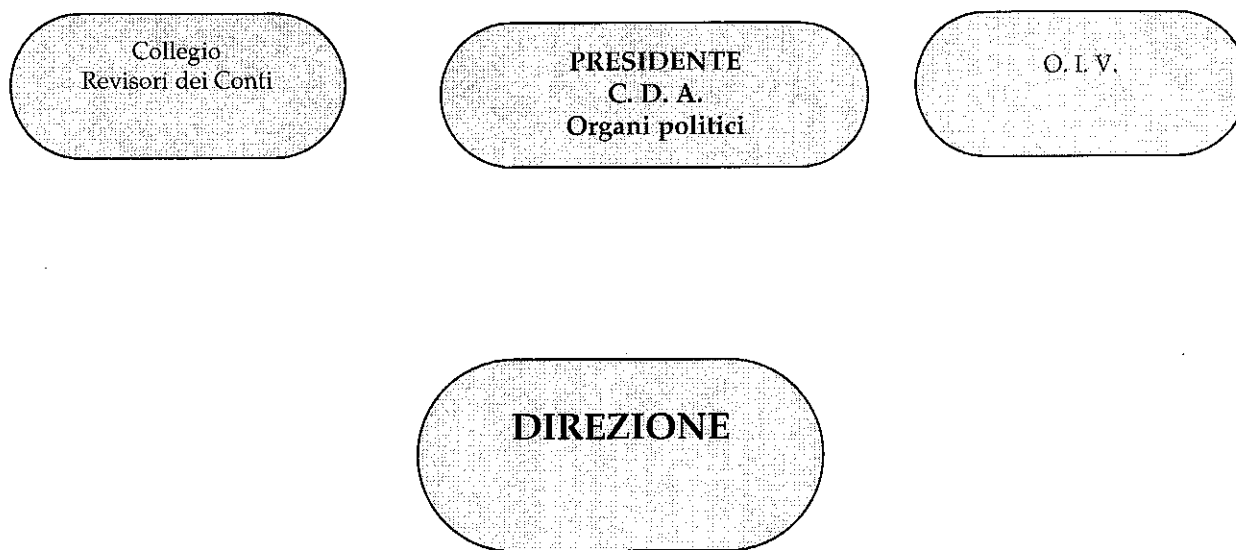 Collegio
Revisori dei Conti
PRESIDENTE
C. D. A.
Organi politici
O. I. V.
DIREZIONE